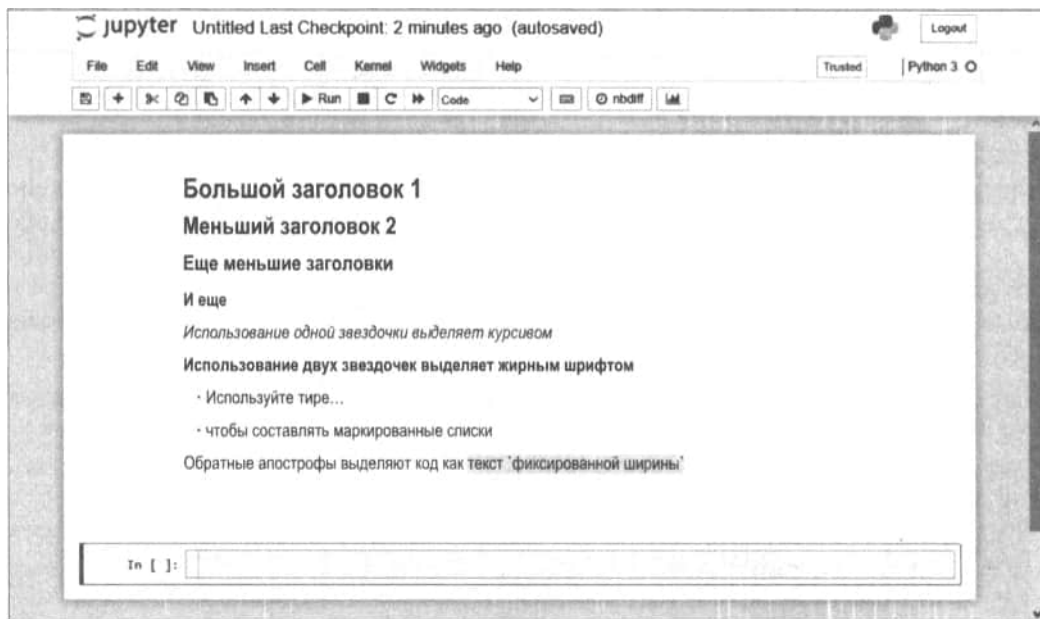 jupyter Untitled Last Checkpoint: 2 minutes ago (autosaved) Logout
File Edit View Insert Cell Kernel Widgets Help Trusted Python 3
Run Code nbdiff
Большой заголовок 1
Меньший заголовок 2
Еще меньшие заголовки
И еще
Использование одной звездочки выделяет курсивом
Использование двух звездочек выделяет жирным шрифтом
· Используйте тире...
· чтобы составлять маркированные списки
Обратные апострофы выделяют код как текст `фиксированной ширины`
In [ ]: